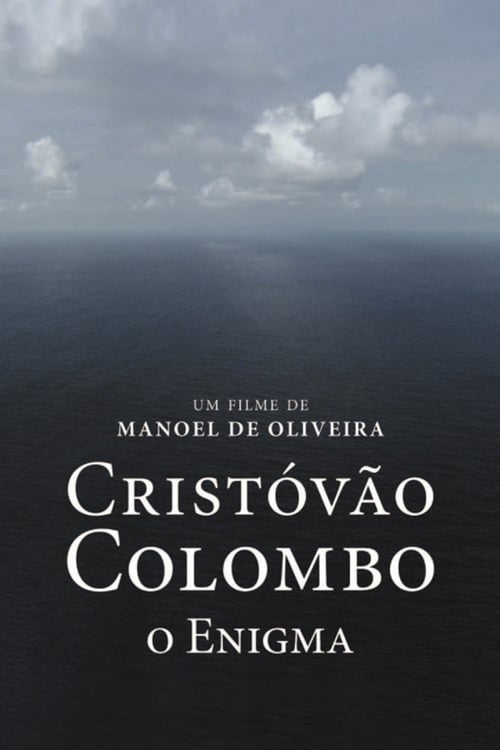 UM FILME DE
MANOEL DE OLIVEIRA
CRISTÓVÃO
COLOMBO
O ENIGMA